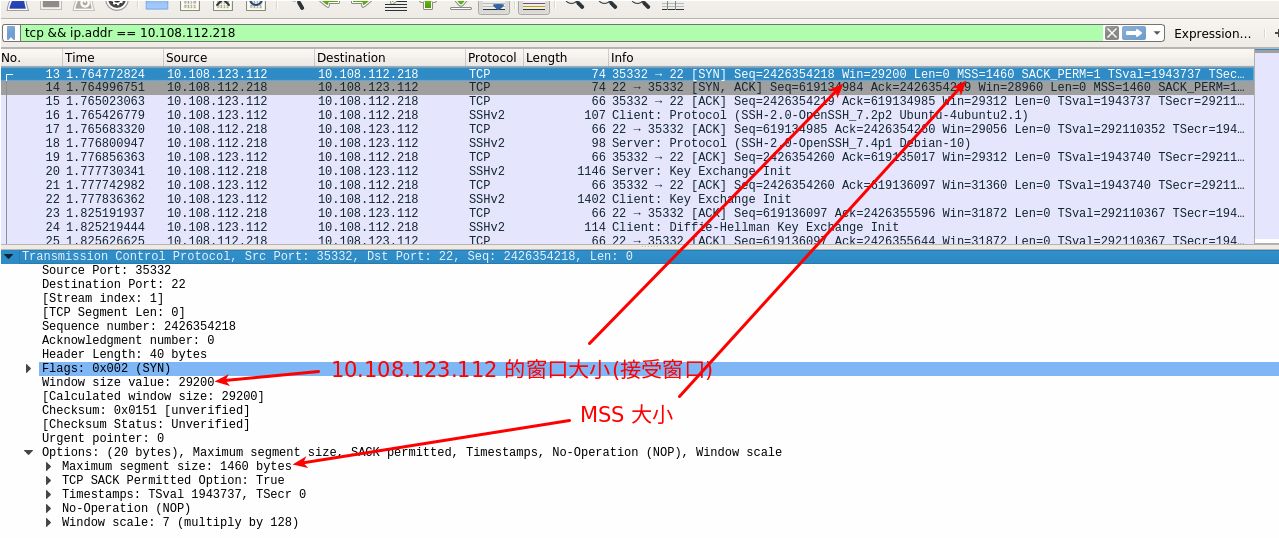 tcp && ip.addr == 10.108.112.218 Expression…
No. Time Source Destination Protocol Length Info
13 1.764772824 10.108.123.112 10.108.112.218 TCP 74 35332 → 22 [SYN] Seq=2426354218 Win=29200 Len=0 MSS=1460 SACK_PERM=1 TSval=1943737 TSec…
14 1.764996751 10.108.112.218 10.108.123.112 TCP 74 22 → 35332 [SYN, ACK] Seq=619134984 Ack=2426354219 Win=28960 Len=0 MSS=1460 SACK_PERM=1…
15 1.765023063 10.108.123.112 10.108.112.218 TCP 66 35332 → 22 [ACK] Seq=2426354219 Ack=619134985 Win=29312 Len=0 TSval=1943737 TSecr=29211…
16 1.765426779 10.108.123.112 10.108.112.218 SSHv2 107 Client: Protocol (SSH-2.0-OpenSSH_7.2p2 Ubuntu-4ubuntu2.1)
17 1.765683320 10.108.112.218 10.108.123.112 TCP 66 22 → 35332 [ACK] Seq=619134985 Ack=2426354260 Win=29056 Len=0 TSval=292110352 TSecr=194…
18 1.776800947 10.108.112.218 10.108.123.112 SSHv2 98 Server: Protocol (SSH-2.0-OpenSSH_7.4p1 Debian-10)
19 1.776856363 10.108.123.112 10.108.112.218 TCP 66 35332 → 22 [ACK] Seq=2426354260 Ack=619135017 Win=29312 Len=0 TSval=1943740 TSecr=29211…
20 1.777730341 10.108.112.218 10.108.123.112 SSHv2 1146 Server: Key Exchange Init
21 1.777742982 10.108.123.112 10.108.112.218 TCP 66 35332 → 22 [ACK] Seq=2426354260 Ack=619136097 Win=31360 Len=0 TSval=1943740 TSecr=29211…
22 1.777836362 10.108.123.112 10.108.112.218 SSHv2 1402 Client: Key Exchange Init
23 1.825191937 10.108.112.218 10.108.123.112 TCP 66 22 → 35332 [ACK] Seq=619136097 Ack=2426355596 Win=31872 Len=0 TSval=292110367 TSecr=194…
24 1.825219444 10.108.123.112 10.108.112.218 SSHv2 114 Client: Diffie-Hellman Key Exchange Init
25 1.825626625 10.108.112.218 10.108.123.112 TCP 66 22 → 35332 [ACK] Seq=619136097 Ack=2426355644 Win=31872 Len=0 TSval=292110367 TSecr=194…
Transmission Control Protocol, Src Port: 35332, Dst Port: 22, Seq: 2426354218, Len: 0
Source Port: 35332
Destination Port: 22
[Stream index: 1]
[TCP Segment Len: 0]
Sequence number: 2426354218
Acknowledgment number: 0
Header Length: 40 bytes
Flags: 0x002 (SYN)
10.108.123.112 的窗口大小(接受窗口)
Window size value: 29200
[Calculated window size: 29200]
Checksum: 0x0151 [unverified]
MSS 大小
[Checksum Status: Unverified]
Urgent pointer: 0
Options: (20 bytes), Maximum segment size, SACK permitted, Timestamps, No-Operation (NOP), Window scale
Maximum segment size: 1460 bytes
TCP SACK Permitted Option: True
Timestamps: TSval 1943737, TSecr 0
No-Operation (NOP)
Window scale: 7 (multiply by 128)